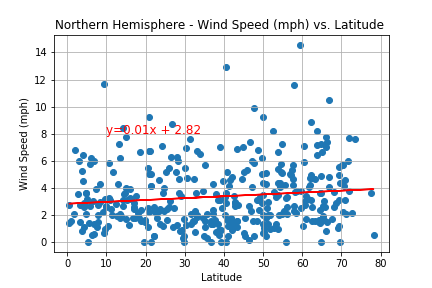 Northern Hemisphere - Wind Speed (mph) vs. Latitude
14
12
10
8
6
4
2
0
Wind Speed (mph)
y=0.01x + 2.82
0 10 20 30 40 50 60 70 80
Latitude